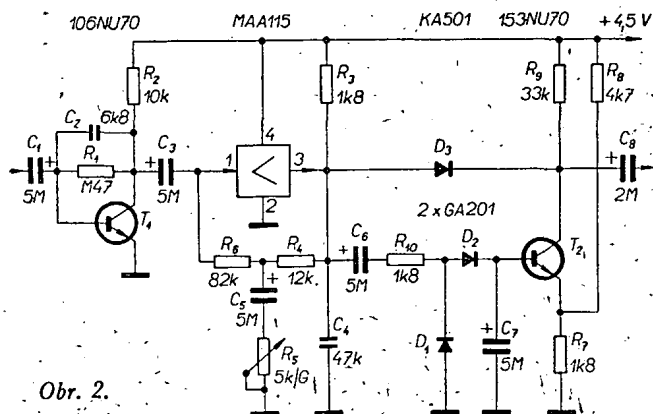 106NU70 MAA115 KA501 153NU70 +4,5 V
R2 10k
R3 1k8
R9 33k
R8 4k7
C2 6k8
C1 + 5M
R1 M47
T1
C3 + 5M
1 4 3 2 <
D3
C8 + 2M
2 x GA201
R6 82k
R4 12k
C6 + 5M
R10 1k8
D2
T2
C5 + 5M
R5 5k/G
C4 47k
D1
C7 + 5M
R7 1k8
Obr. 2.